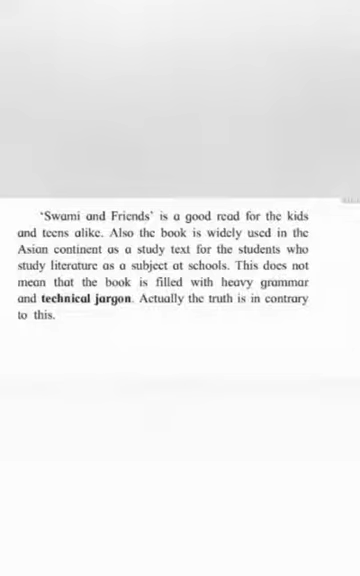 'Swami and Friends' is a good read for the kids
and teens alike. Also the book is widely used in the
Asian continent as a study text for the students who
study literature as a subject at schools. This does not
mean that the book is filled with heavy grammar
and technical jargon. Actually the truth is in contrary
to this.